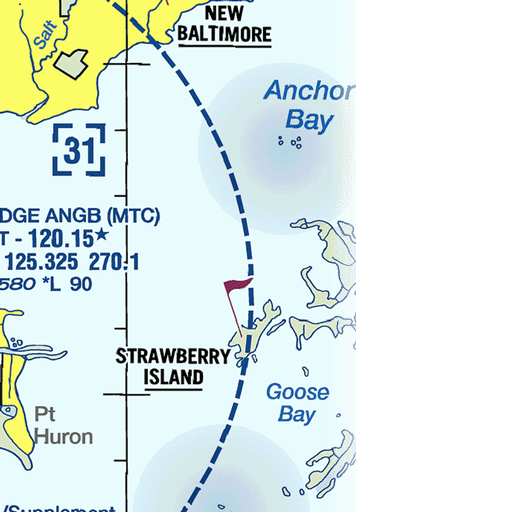 NEW
BALTIMORE
Salt
Anchor
Bay
31
DGE ANGB (MTC)
T - 120.15★
125.325 270.1
580 *L 90
STRAWBERRY
ISLAND
Goose
Bay
Pt
Huron
/Supplement